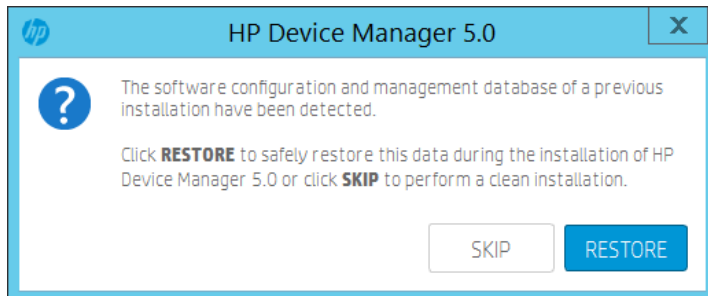 hp
HP Device Manager 5.0
X
?
The software configuration and management database of a previous
installation have been detected.
Click RESTORE to safely restore this data during the installation of HP
Device Manager 5.0 or click SKIP to perform a clean installation.
SKIP
RESTORE